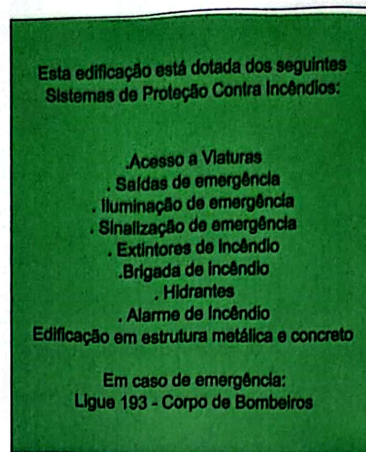 Esta edificação está dotada dos seguintes
Sistemas de Proteção Contra Incêndios:
.Acesso a Viaturas
. Saídas de emergência
. Iluminação de emergência
. Sinalização de emergência
. Extintores de Incêndio
.Brigada de Incêndio
. Hidrantes
. Alarme de Incêndio
Edificação em estrutura metálica e concreto
Em caso de emergência:
Ligue 193 - Corpo de Bombeiros